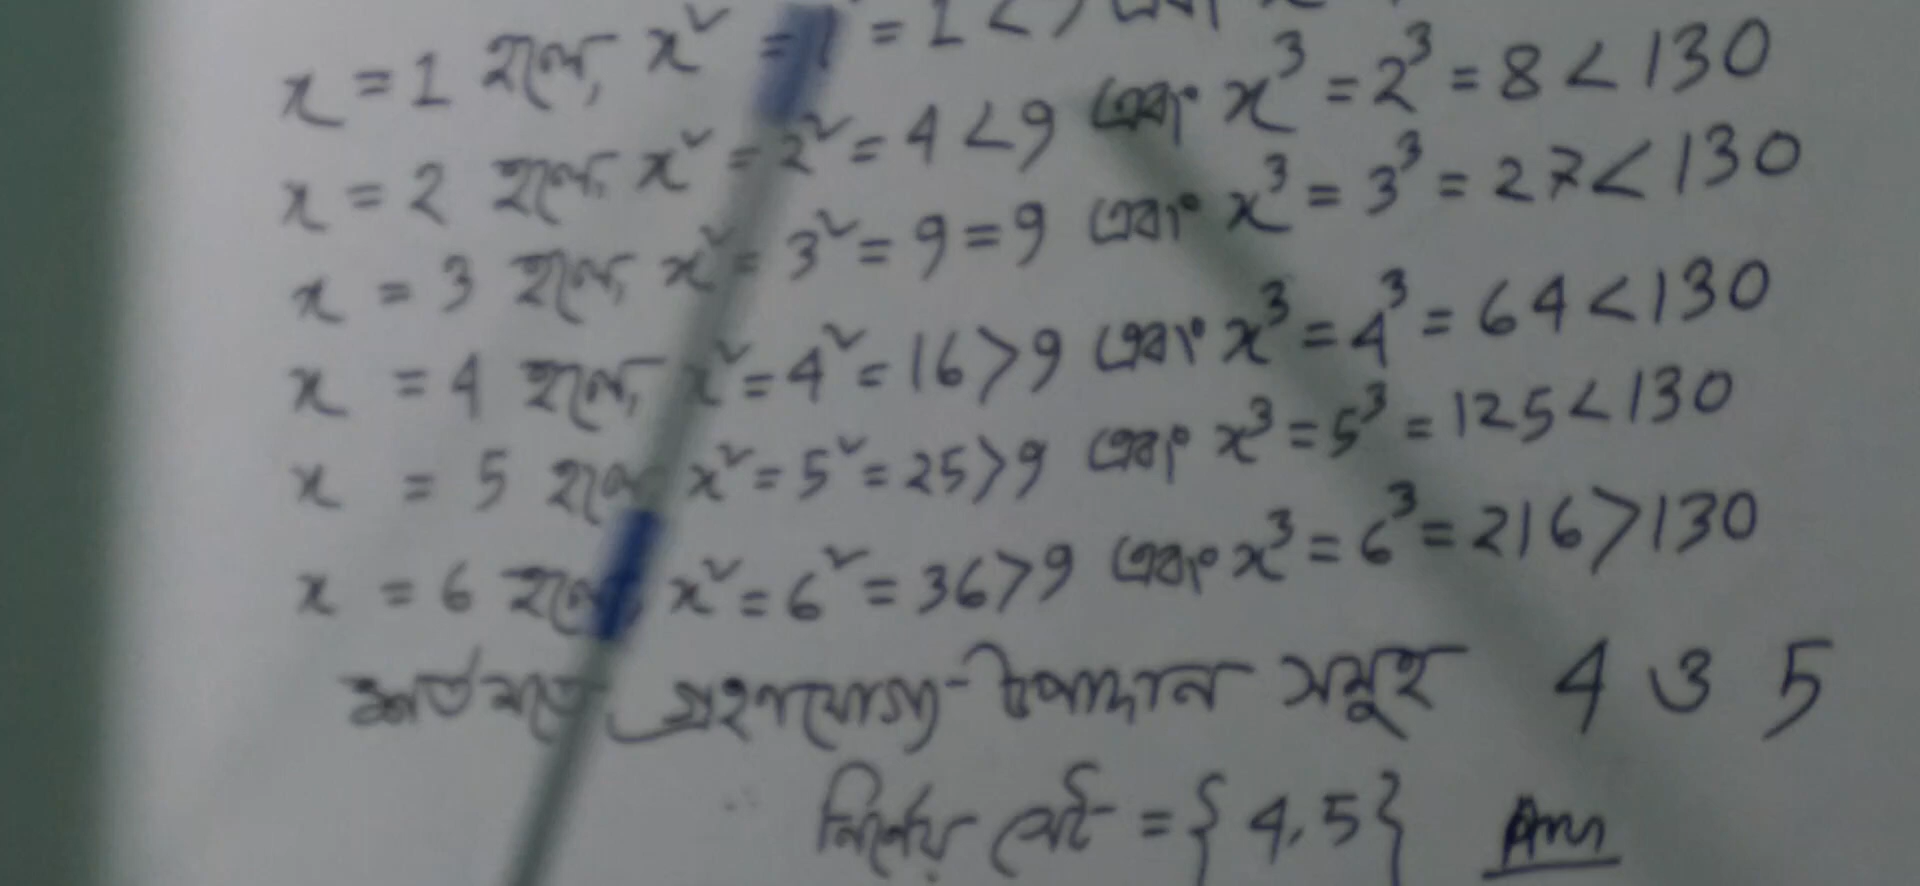 x = 1 হলে, x² = 1² = 1 <
x = 2 হলে, x² = 2² = 4 < 9 এবং x³ = 2³ = 8 < 130
x = 3 হলে, x² = 3² = 9 = 9 এবং x³ = 3³ = 27 < 130
x = 4 হলে, x² = 4² = 16 > 9 এবং x³ = 4³ = 64 < 130
x = 5 হলে x² = 5² = 25 > 9 এবং x³ = 5³ = 125 < 130
x = 6 হলে, x² = 6² = 36 > 9 এবং x³ = 6³ = 216 > 130
শর্ত মতে গ্রহণযোগ্য উপাদান সমূহ 4 ও 5
নির্ণেয় সেট = {4, 5} Ans